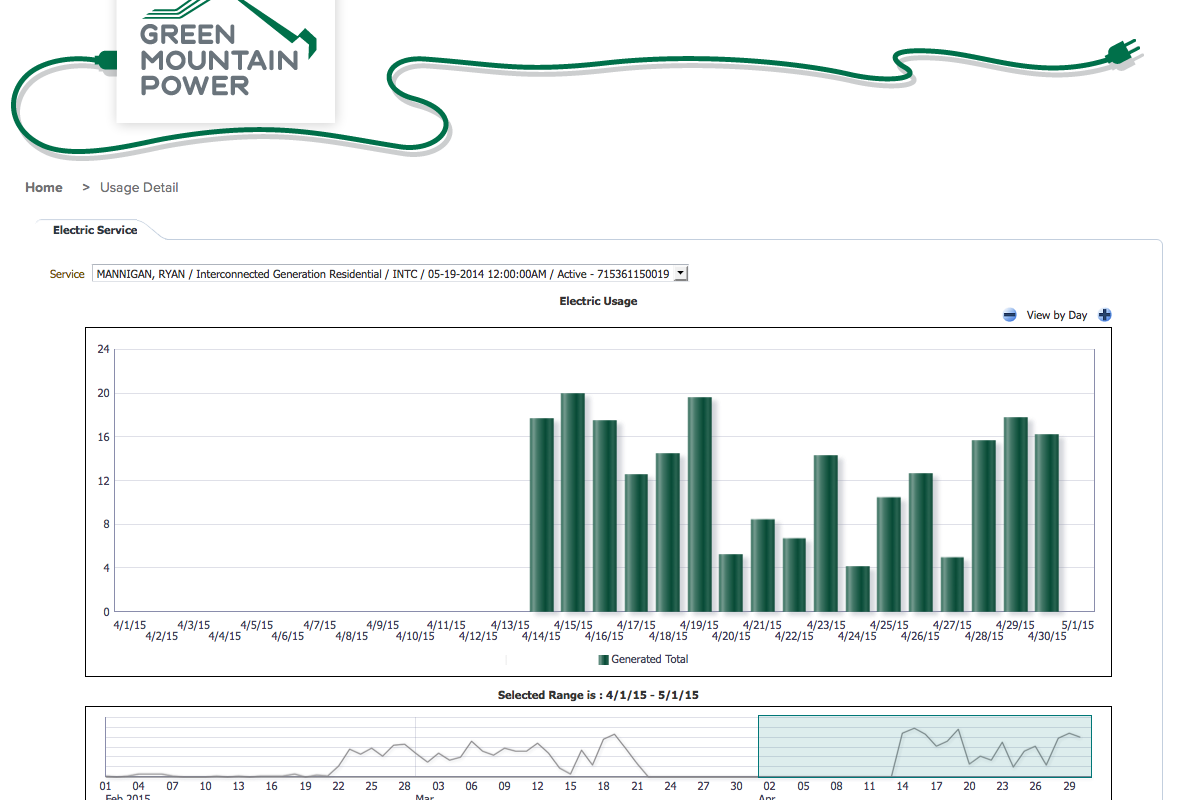 GREEN
MOUNTAIN
POWER
Home > Usage Detail
Electric Service
Service MANNIGAN, RYAN / Interconnected Generation Residential / INTC / 05-19-2014 12:00:00AM / Active - 715361150019
Electric Usage
View by Day
24
20
16
12
8
4
0
4/1/15 4/3/15 4/5/15 4/7/15 4/9/15 4/11/15 4/13/15 4/15/15 4/17/15 4/19/15 4/21/15 4/23/15 4/25/15 4/27/15 4/29/15 5/1/15
4/2/15 4/4/15 4/6/15 4/8/15 4/10/15 4/12/15 4/14/15 4/16/15 4/18/15 4/20/15 4/22/15 4/24/15 4/26/15 4/28/15 4/30/15
Generated Total
Selected Range is : 4/1/15 - 5/1/15
01 04 07 10 13 16 19 22 25 28 03 06 09 12 15 18 21 24 27 30 02 05 08 11 14 17 20 23 26 29
Feb 2015 Mar Apr